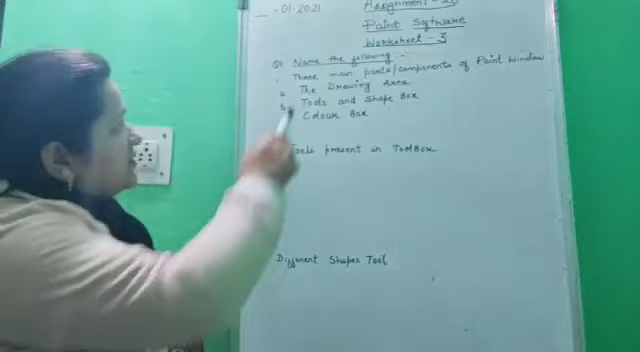 -01-2021
Assignment - 20
Paint Software
Worksheet - 3
Q1 Name the following :-
Three main parts/components of Paint Window
a The Drawing Area
b Tools and Shape Box
Colour Box
Tools present in ToolBox
Different Shapes Tool